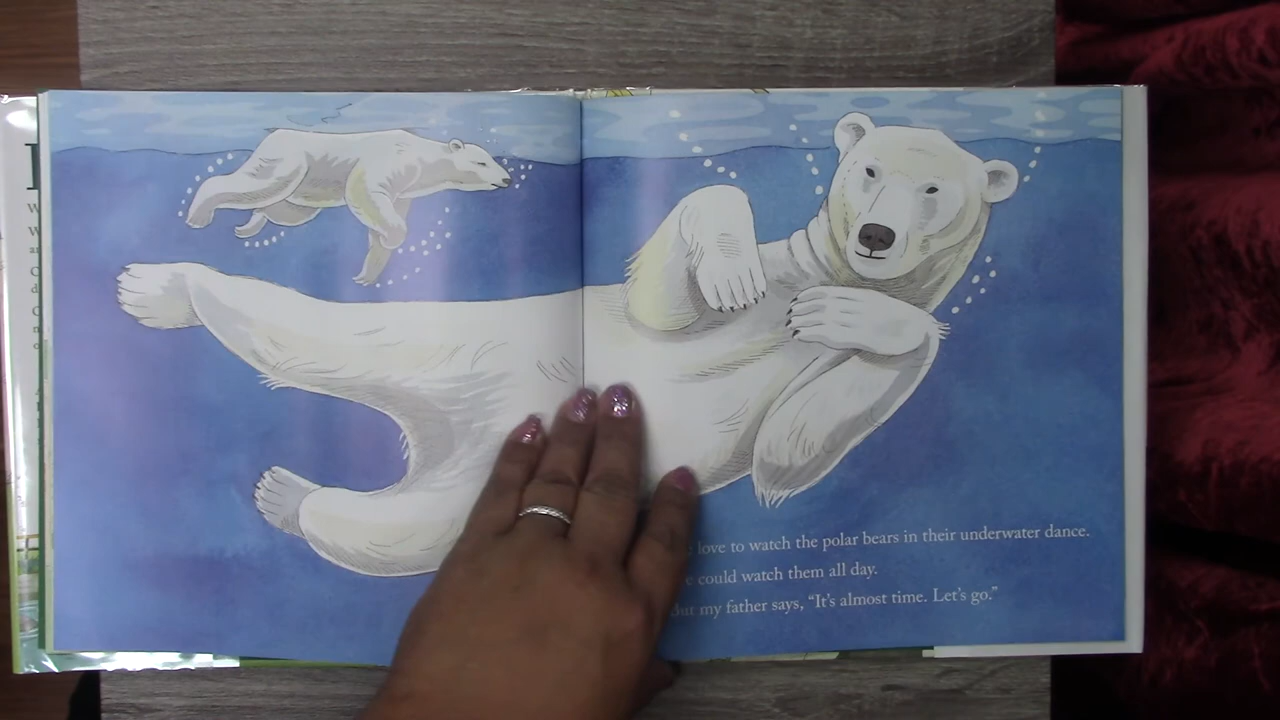 love to watch the polar bears in their underwater dance.
could watch them all day.
But my father says, “It’s almost time. Let’s go.”